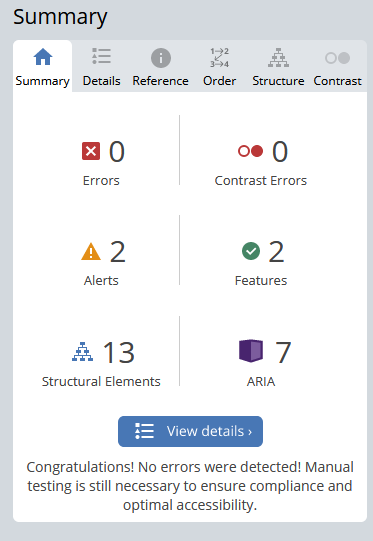 Summary
Summary Details Reference Order Structure Contrast
0 0
Errors Contrast Errors
2 2
Alerts Features
13 7
Structural Elements ARIA
View details ›
Congratulations! No errors were detected! Manual
testing is still necessary to ensure compliance and
optimal accessibility.